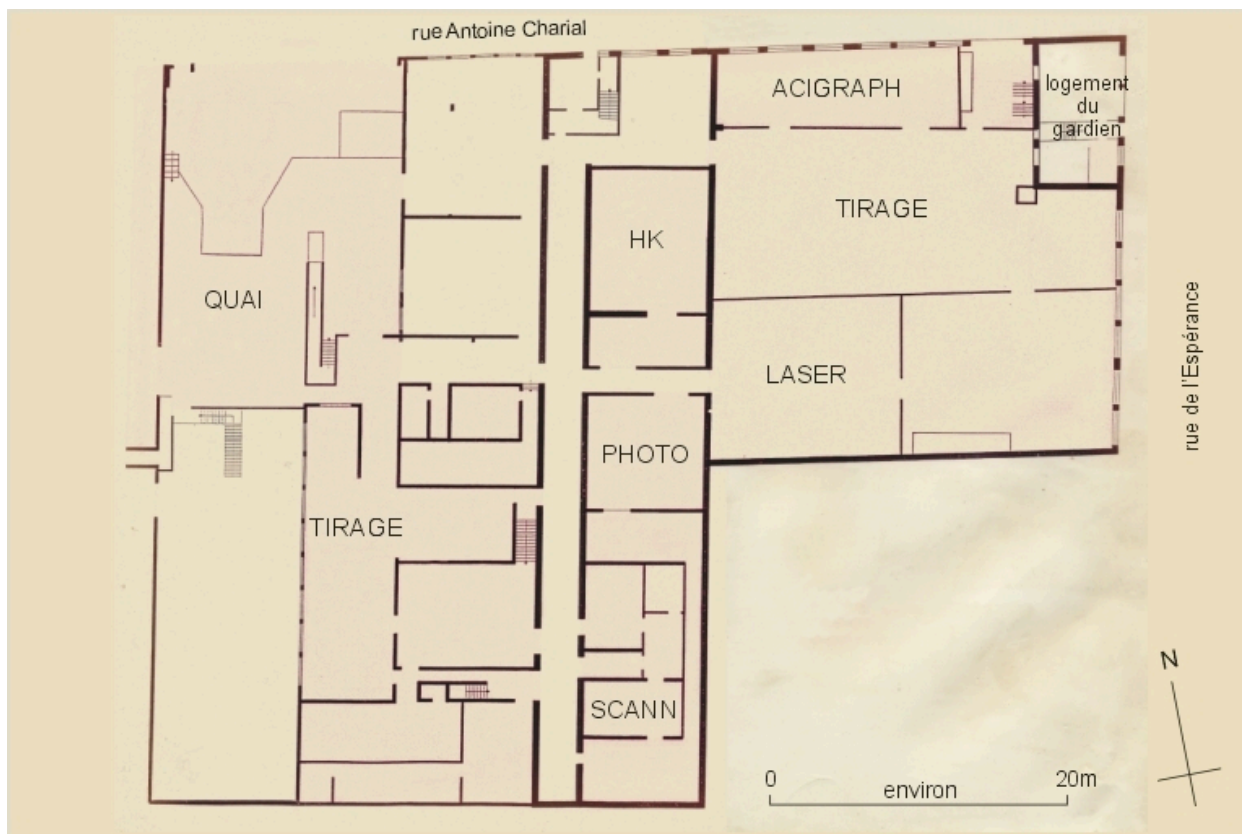 rue Antoine Charial
ACIGRAPH
logement
du
gardien
TIRAGE
HK
QUAI
rue de l'Espérance
LASER
PHOTO
TIRAGE
N
SCANN
0
20m
environ